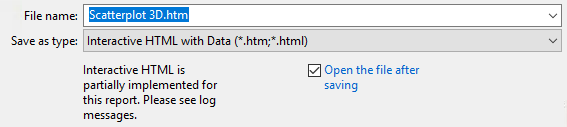 File name: Scatterplot 3D.htm
Save as type: Interactive HTML with Data (*.htm;*.html)
Interactive HTML is
partially implemented for
this report. Please see log
messages.
Open the file after
saving